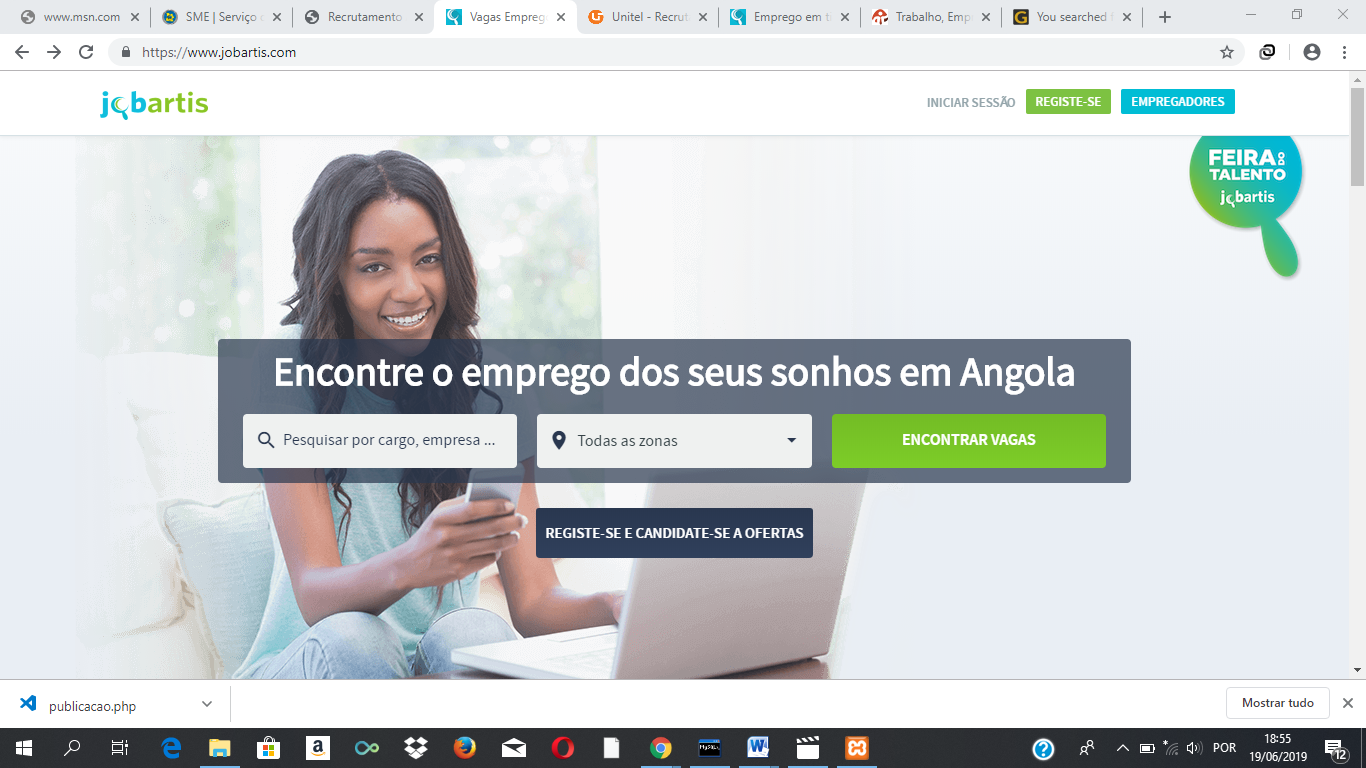 www.msn.com
SME | Serviço
Recrutamento
Vagas Empreg
Unitel - Recrut
Emprego em t
Trabalho, Emp
You searched
https://www.jobartis.com
jobartis
INICIAR SESSÃO
REGISTE-SE
EMPREGADORES
FEIRA DO
TALENTO
jobartis
Encontre o emprego dos seus sonhos em Angola
Pesquisar por cargo, empresa ...
Todas as zonas
ENCONTRAR VAGAS
REGISTE-SE E CANDIDATE-SE A OFERTAS
publicacao.php
Mostrar tudo
POR
18:55
19/06/2019
12